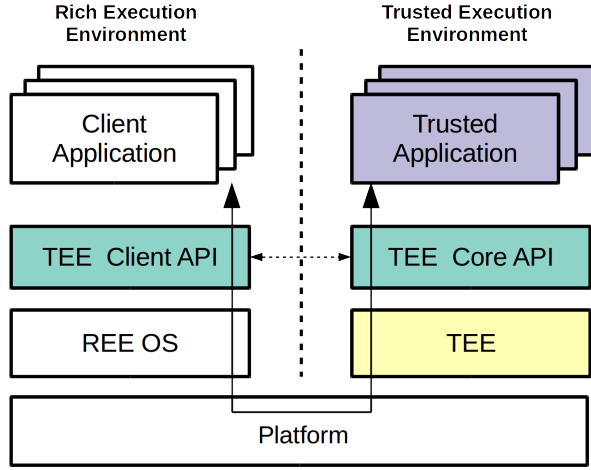 Rich Execution
Environment
Trusted Execution
Environment
Client
Application
Trusted
Application
TEE Client API
TEE Core API
REE OS
TEE
Platform